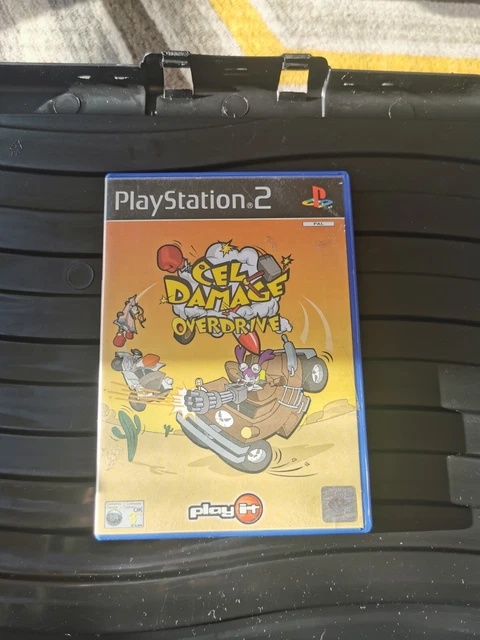 PlayStation®2
PAL
CEL
DAMAGE
OVERDRIVE
play it